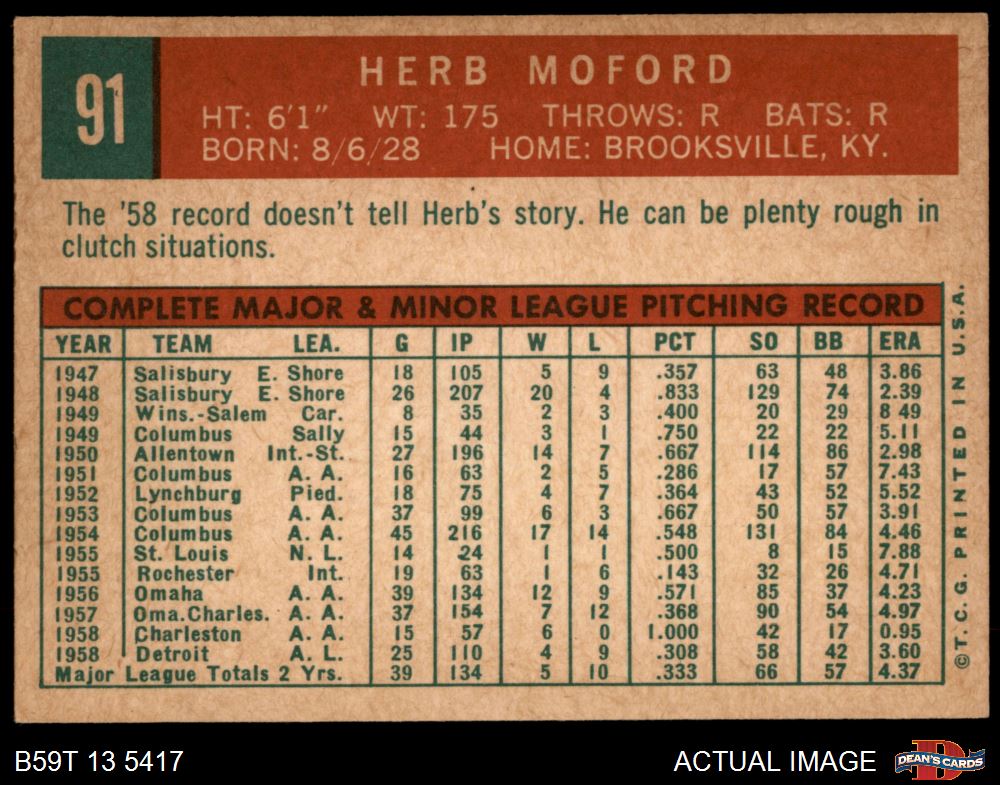 91
HERB MOFORD
HT: 6'1" WT: 175 THROWS: R BATS: R
BORN: 8/6/28 HOME: BROOKSVILLE, KY.
The '58 record doesn't tell Herb's story. He can be plenty rough in
clutch situations.
COMPLETE MAJOR & MINOR LEAGUE PITCHING RECORD
YEAR TEAM LEA. G IP W L PCT SO BB ERA
1947 Salisbury E. Shore 18 105 5 9 .357 63 48 3.86
1948 Salisbury E. Shore 26 207 20 4 .833 129 74 2.39
1949 Wins.-Salem Car. 8 35 2 3 .400 20 29 8 49
1949 Columbus Sally 15 44 3 1 .750 22 22 5.11
1950 Allentown Int.-St. 27 196 14 7 .667 114 86 2.98
1951 Columbus A. A. 16 63 2 5 .286 17 57 7.43
1952 Lynchburg Pied. 18 75 4 7 .364 43 52 5.52
1953 Columbus A. A. 37 99 6 3 .667 50 57 3.91
1954 Columbus A. A. 45 216 17 14 .548 131 84 4.46
1955 St. Louis N. L. 14 24 1 1 .500 8 15 7.88
1955 Rochester Int. 19 63 1 6 .143 32 26 4.71
1956 Omaha A. A. 39 134 12 9 .571 85 37 4.23
1957 Oma.Charles. A. A. 37 154 7 12 .368 90 54 4.97
1958 Charleston A. A. 15 57 6 0 1.000 42 17 0.95
1958 Detroit A. L. 25 110 4 9 .308 58 42 3.60
Major League Totals 2 Yrs. 39 134 5 10 .333 66 57 4.37
©T. C. G. PRINTED IN U.S.A.
B59T 13 5417
ACTUAL IMAGE
DEAN'S CARDS